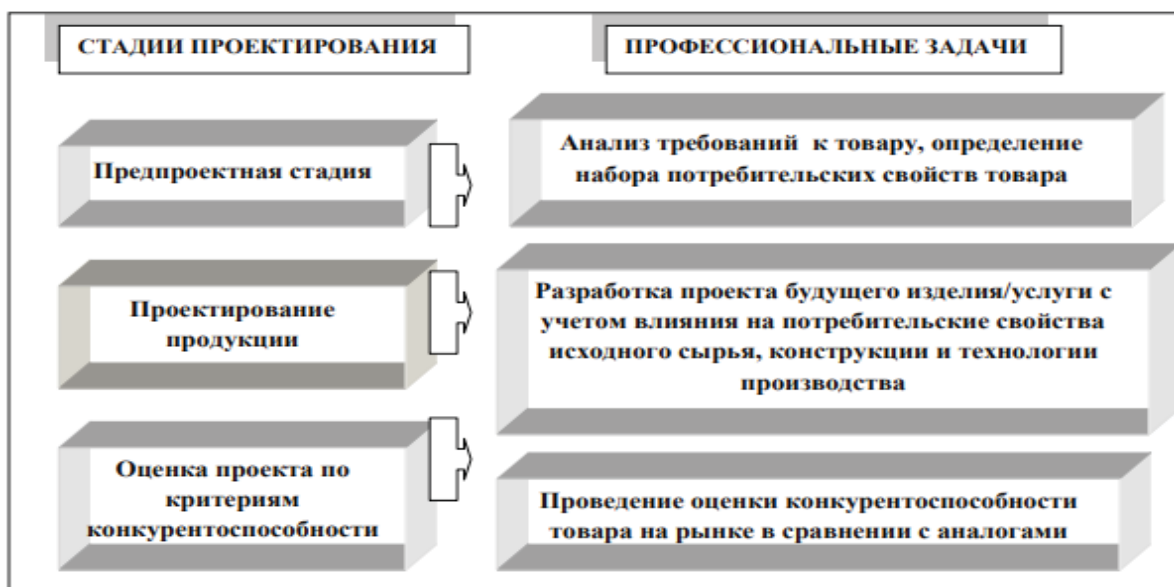 СТАДИИ ПРОЕКТИРОВАНИЯ
ПРОФЕССИОНАЛЬНЫЕ ЗАДАЧИ
Предпроектная стадия
Анализ требований к товару, определение
набора потребительских свойств товара
Проектирование
продукции
Разработка проекта будущего изделия/услуги с
учетом влияния на потребительские свойства
исходного сырья, конструкции и технологии
производства
Оценка проекта по
критериям
конкурентоспособности
Проведение оценки конкурентоспособности
товара на рынке в сравнении с аналогами